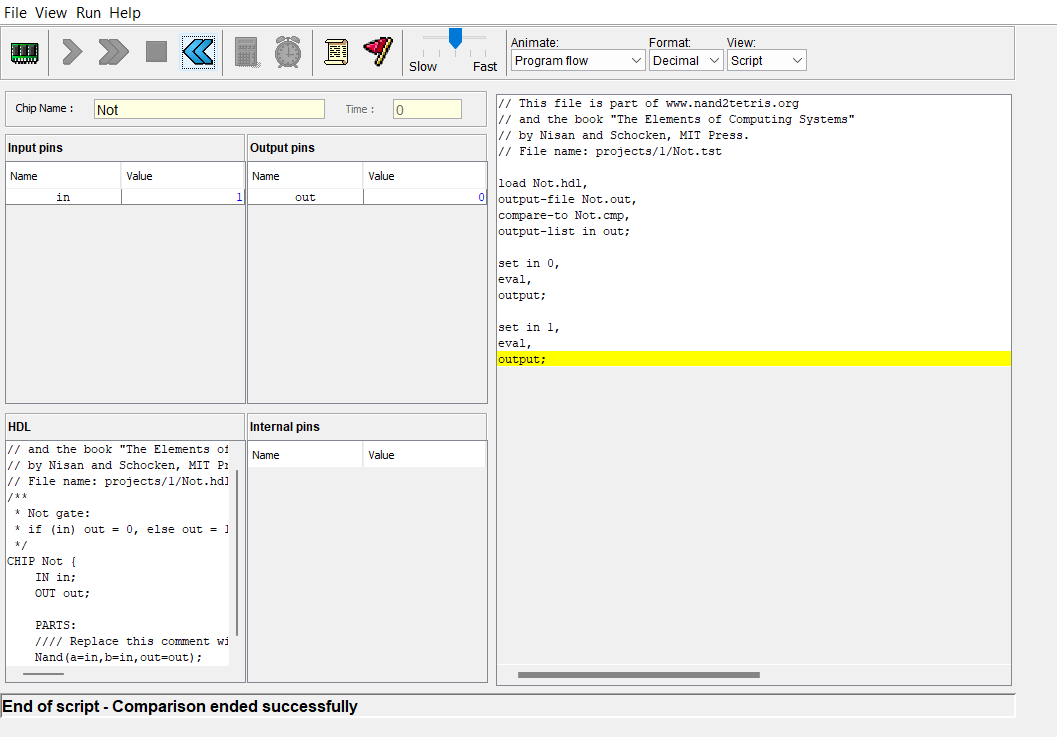 File View Run Help
Slow Fast
Animate: Format: View:
Program flow Decimal Script
Chip Name : Not Time : 0
Input pins
Name Value
in 1
Output pins
Name Value
out 0
HDL
// and the book "The Elements of
// by Nisan and Schocken, MIT Pr
// File name: projects/1/Not.hdl
/**
* Not gate:
* if (in) out = 0, else out = 1
*/
CHIP Not {
IN in;
OUT out;
PARTS:
//// Replace this comment wi
Nand(a=in,b=in,out=out);
Internal pins
Name Value
// This file is part of www.nand2tetris.org
// and the book "The Elements of Computing Systems"
// by Nisan and Schocken, MIT Press.
// File name: projects/1/Not.tst
load Not.hdl,
output-file Not.out,
compare-to Not.cmp,
output-list in out;
set in 0,
eval,
output;
set in 1,
eval,
output;
End of script - Comparison ended successfully